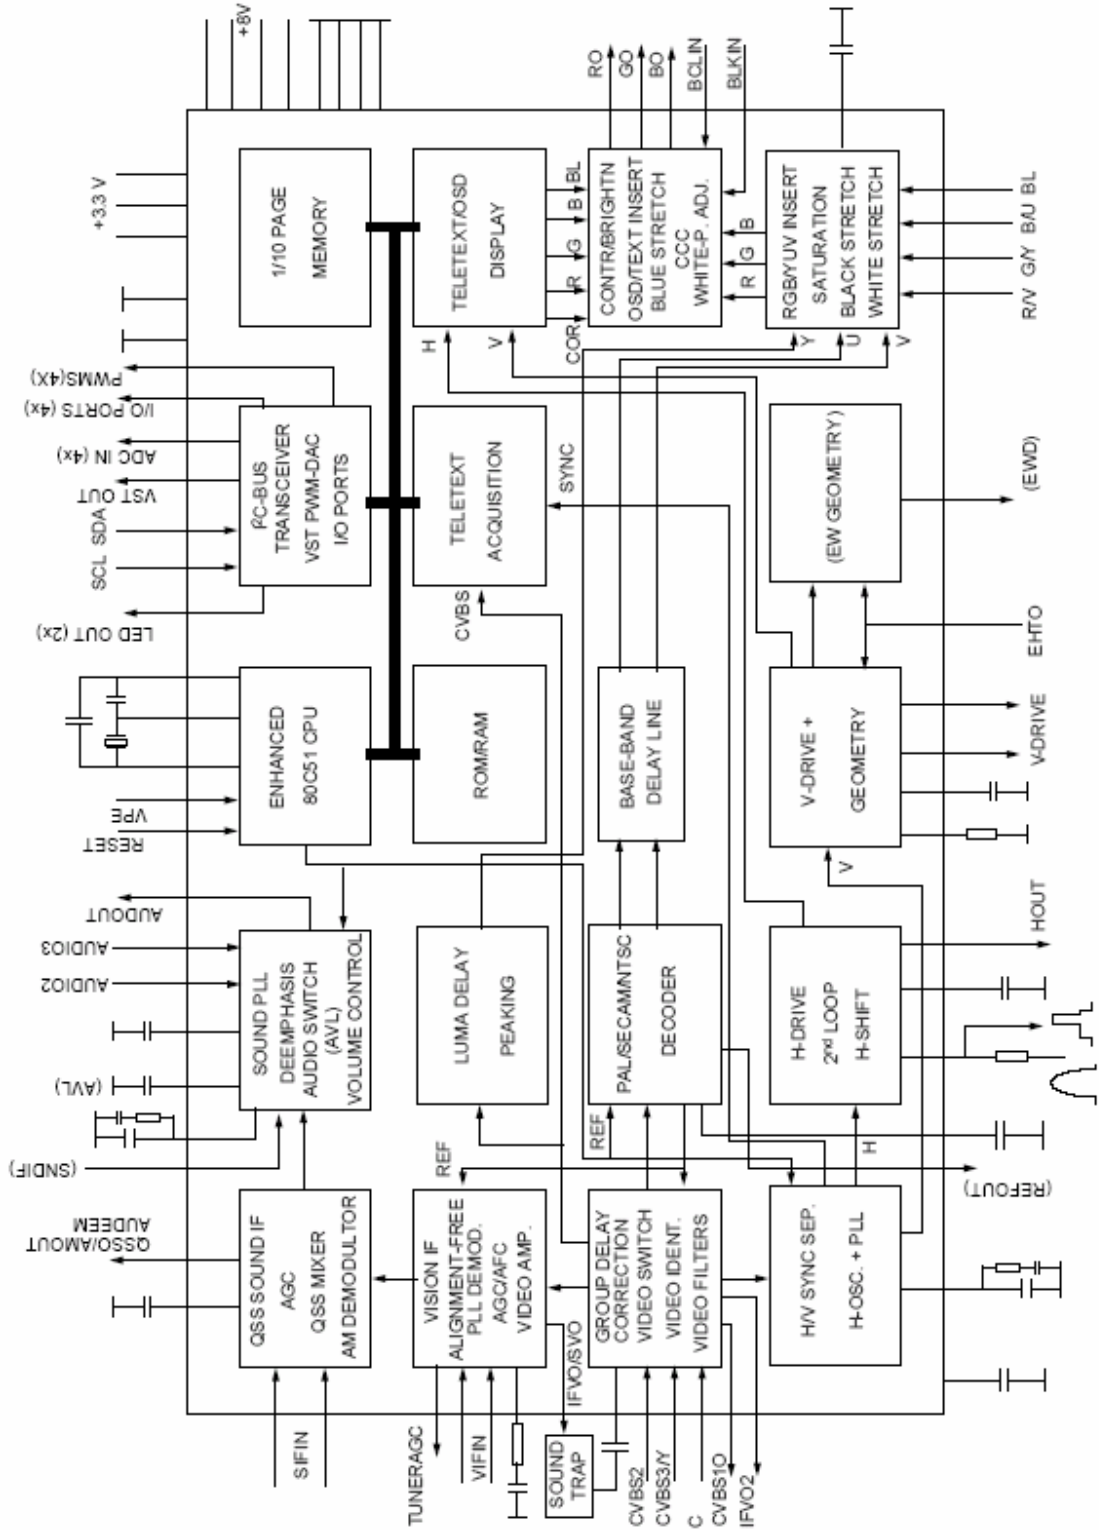 +8V
+3.3 V
RO
GO
BO
BCLIN
BLKIN
1/10 PAGE
MEMORY
TELETEXT/OSD
DISPLAY
CONTR/BRIGHTN
OSD/TEXT INSERT
BLUE STRETCH
CCC
WHITE-P. ADJ.
RGB/YUV INSERT
SATURATION
BLACK STRETCH
WHITE STRETCH
COR
R
G
B
BL
R
G
B
H
V
Y
U
V
R/V
G/Y
B/U
BL
PWMS(4X)
I/O PORTS (4x)
ADC IN (4x)
VST OUT
SCL
SDA
LED OUT (2x)
I²C-BUS
TRANSCEIVER
VST PWM-DAC
I/O PORTS
TELETEXT
ACQUISITION
SYNC
CVBS
(EW GEOMETRY)
(EWD)
EHTO
ENHANCED
80C51 CPU
ROM/RAM
BASE-BAND
DELAY LINE
V-DRIVE +
GEOMETRY
V-DRIVE
V
VPE
RESET
AUDOUT
AUDIO3
AUDIO2
(AVL)
(SNDIF)
SOUND PLL
DEEMPHASIS
AUDIO SWITCH
(AVL)
VOLUME CONTROL
LUMA DELAY
PEAKING
PAL/SECAM/NTSC
DECODER
H-DRIVE
2nd LOOP
H-SHIFT
HOUT
REF
REF
H
(REFOUT)
QSSO/AMOUT
AUDEEM
QSS SOUND IF
AGC
QSS MIXER
AM DEMODULTOR
VISION IF
ALIGNMENT-FREE
PLL DEMOD.
AGC/AFC
VIDEO AMP.
GROUP DELAY
CORRECTION
VIDEO SWITCH
VIDEO IDENT.
VIDEO FILTERS
H/V SYNC SEP.
H-OSC. + PLL
SIFIN
TUNERAGC
VIFIN
IFVO/SVO
SOUND
TRAP
CVBS2
CVBS3/Y
C
CVBS1O
IFVO2